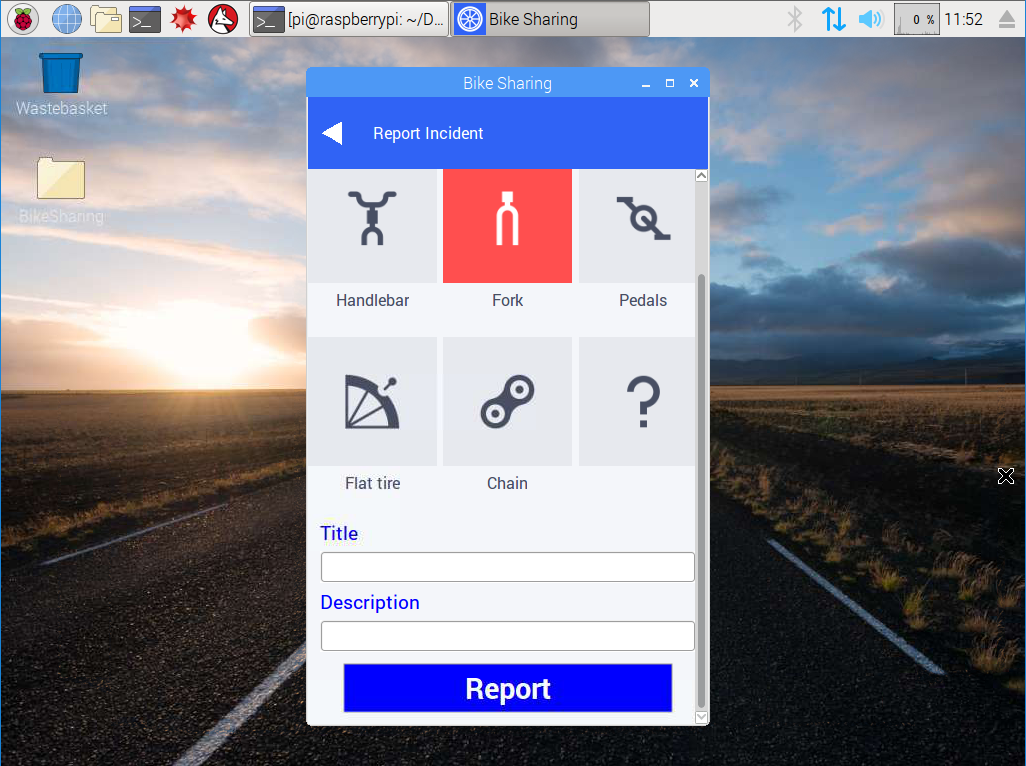 [pi@raspberrypi: ~/D...
Bike Sharing
0 %
11:52
Wastebasket
BikeSharing
Bike Sharing
Report Incident
Handlebar
Fork
Pedals
?
Flat tire
Chain
Title
Description
Report